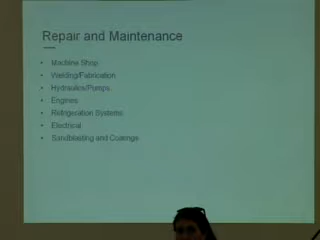 Repair and Maintenance
• Machine Shop
• Welding/Fabrication
• Hydraulics/Pumps
• Engines
• Refrigeration Systems
• Electrical
• Sandblasting and Coatings